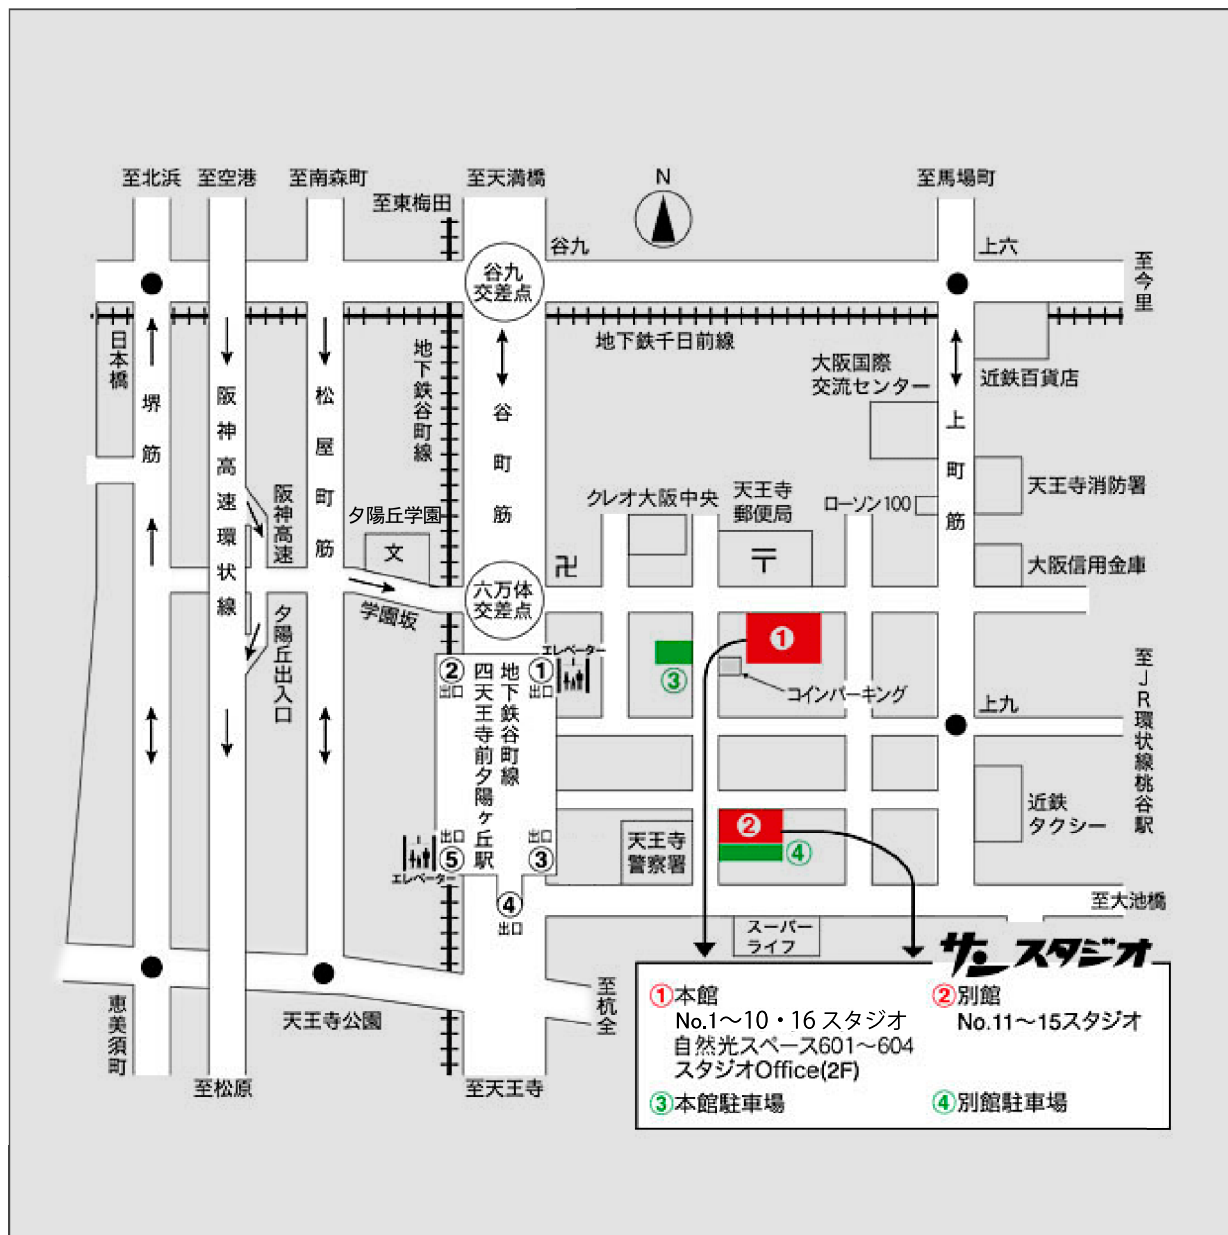 至北浜
至空港
至南森町
至東梅田
至天満橋
N
至馬場町
谷九
上六
至今里
谷九
交差点
日本橋
地下鉄千日前線
地下鉄谷町線
大阪国際
交流センター
近鉄百貨店
堺筋
阪神高速環状線
松屋町筋
谷町筋
上町筋
阪神高速
夕陽丘学園
文
クレオ大阪中央
天王寺
郵便局
〒
ローソン100
天王寺消防署
大阪信用金庫
卍
六万体
交差点
学園坂
夕陽丘出入口
エレベーター
②
出口
①
出口
地下鉄谷町線
四天王寺前夕陽ヶ丘駅
③
①
コインパーキング
上九
至JR環状線桃谷駅
出口
⑤
エレベーター
出口
③
④
出口
天王寺
警察署
②
④
近鉄
タクシー
至大池橋
スーパー
ライフ
サンスタジオ
①本館
No.1～10・16 スタジオ
自然光スペース601～604
スタジオOffice(2F)
②別館
No.11～15スタジオ
③本館駐車場
④別館駐車場
恵美須町
天王寺公園
至杭全
至松原
至天王寺